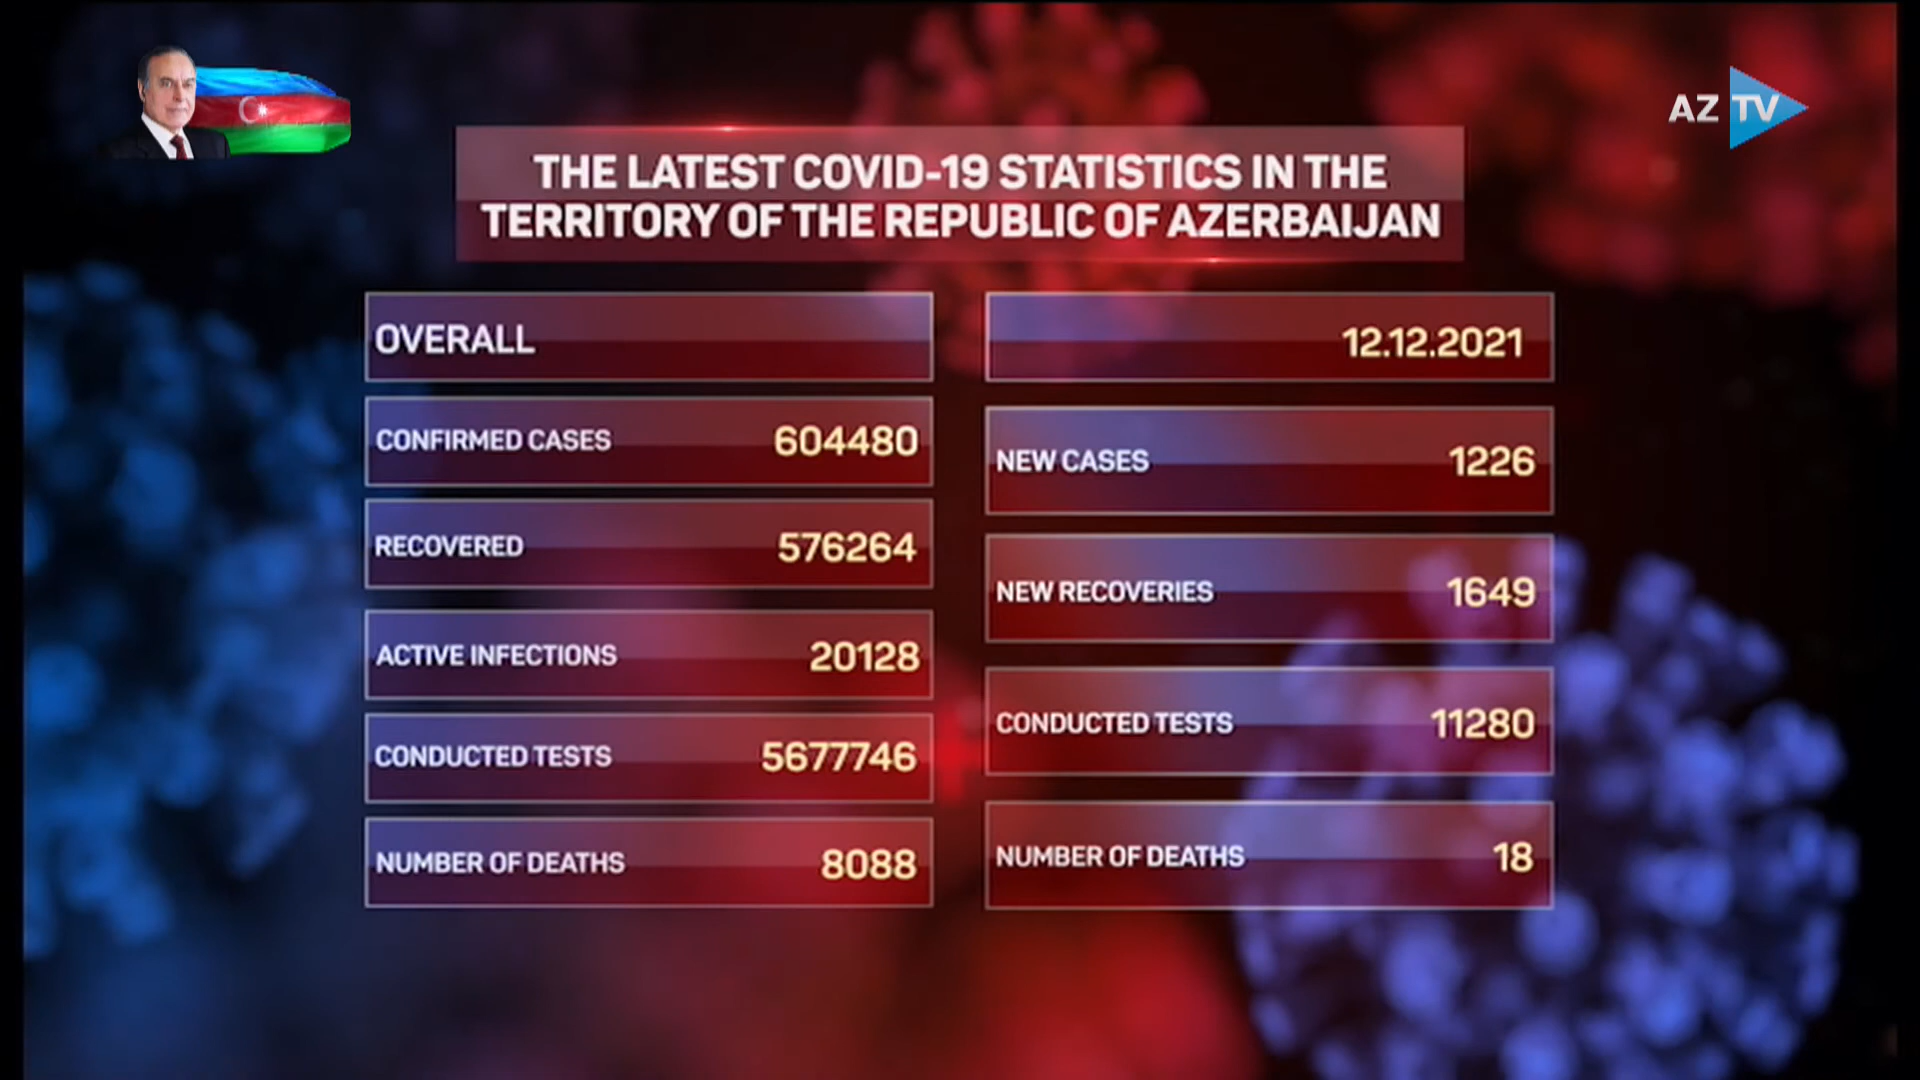 AZ TV
THE LATEST COVID-19 STATISTICS IN THE
TERRITORY OF THE REPUBLIC OF AZERBAIJAN
OVERALL
CONFIRMED CASES 604480
RECOVERED 576264
ACTIVE INFECTIONS 20128
CONDUCTED TESTS 5677746
NUMBER OF DEATHS 8088
12.12.2021
NEW CASES 1226
NEW RECOVERIES 1649
CONDUCTED TESTS 11280
NUMBER OF DEATHS 18